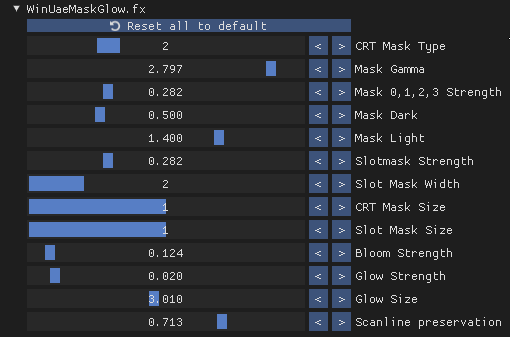 ▼ WinUaeMaskGlow.fx
Reset all to default
2 < > CRT Mask Type
2.797 < > Mask Gamma
0.282 < > Mask 0,1,2,3 Strength
0.500 < > Mask Dark
1.400 < > Mask Light
0.282 < > Slotmask Strength
2 < > Slot Mask Width
1 < > CRT Mask Size
1 < > Slot Mask Size
0.124 < > Bloom Strength
0.020 < > Glow Strength
3.010 < > Glow Size
0.713 < > Scanline preservation